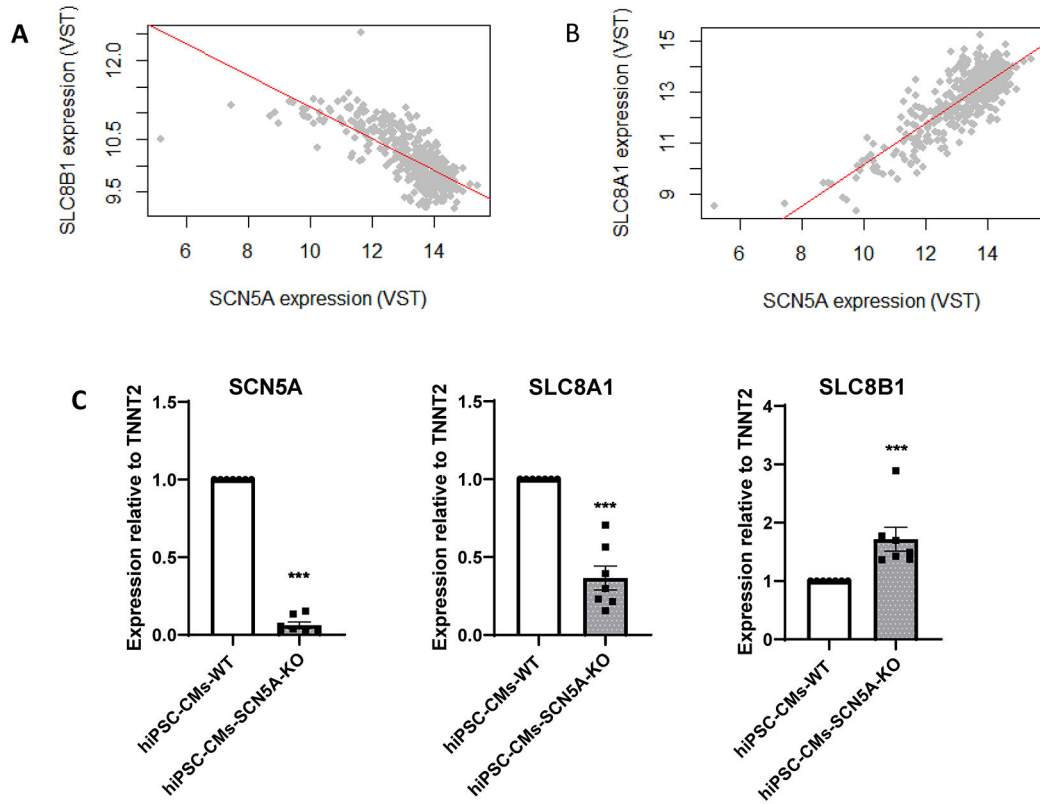 A
SLC8B1 expression (VST)
12.0
10.5
9.5
6 8 10 12 14
SCN5A expression (VST)
B
SLC8A1 expression (VST)
15
13
11
9
6 8 10 12 14
SCN5A expression (VST)
C
SCN5A
Expression relative to TNNT2
1.5
1.0
0.5
0.0
***
hiPSC-CMs-WT
hiPSC-CMs-SCN5A-KO
SLC8A1
Expression relative to TNNT2
1.5
1.0
0.5
0.0
***
hiPSC-CMs-WT
hiPSC-CMs-SCN5A-KO
SLC8B1
Expression relative to TNNT2
4
3
2
1
0
***
hiPSC-CMs-WT
hiPSC-CMs-SCN5A-KO